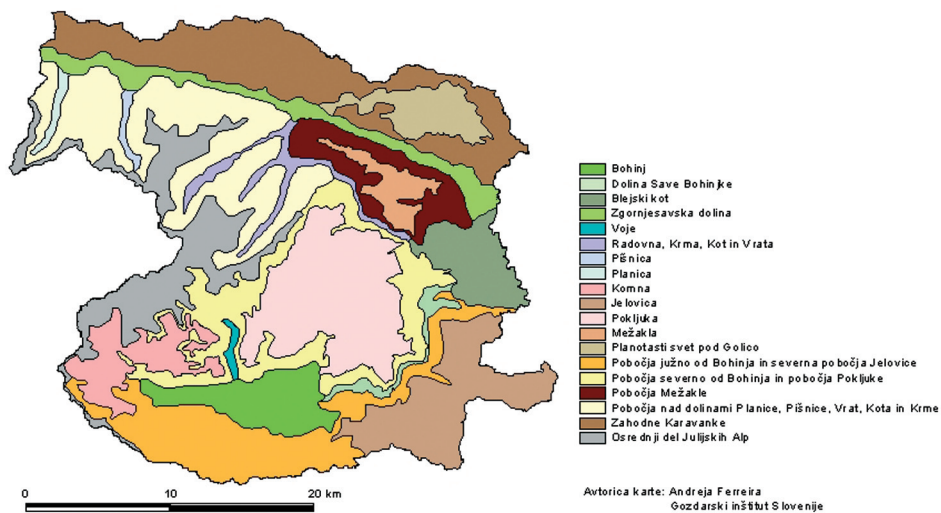 Bohinj
Dolina Save Bohinjke
Blejski kot
Zgornjesavska dolina
Voje
Radovna, Krma, Kot in Vrata
Pišnica
Planica
Komna
Jelovica
Pokljuka
Mežakla
Planotasti svet pod Golico
Pobočja južno od Bohinja in severna pobočja Jelovice
Pobočja severno od Bohinja in pobočja Pokljuke
Pobočja Mežakle
Pobočja nad dolinami Planice, Pišnice, Vrat, Kota in Krme
Zahodne Karavanke
Osrednji del Julijskih Alp
0 10 20 km
Avtorica karte: Andreja Ferreira
Gozdarski inštitut Slovenije